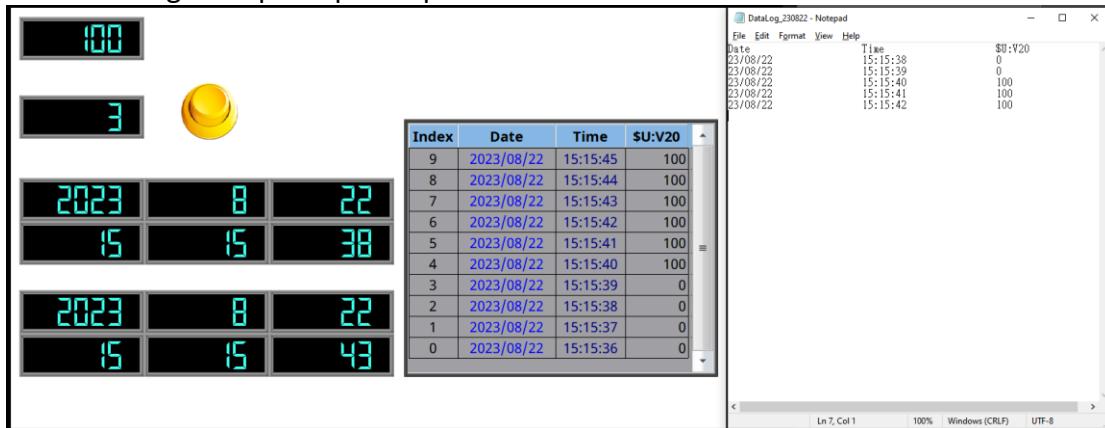 100
3
2023 8 22
15 15 38
2023 8 22
15 15 43
Index Date Time $U:V20
9 2023/08/22 15:15:45 100
8 2023/08/22 15:15:44 100
7 2023/08/22 15:15:43 100
6 2023/08/22 15:15:42 100
5 2023/08/22 15:15:41 100
4 2023/08/22 15:15:40 100
3 2023/08/22 15:15:39 0
2 2023/08/22 15:15:38 0
1 2023/08/22 15:15:37 0
0 2023/08/22 15:15:36 0
DataLog_230822 - Notepad
File Edit Format View Help
Date Time $U:V20
23/08/22 15:15:38 0
23/08/22 15:15:39 0
23/08/22 15:15:40 100
23/08/22 15:15:41 100
23/08/22 15:15:42 100
Ln 7, Col 1 100% Windows (CRLF) UTF-8